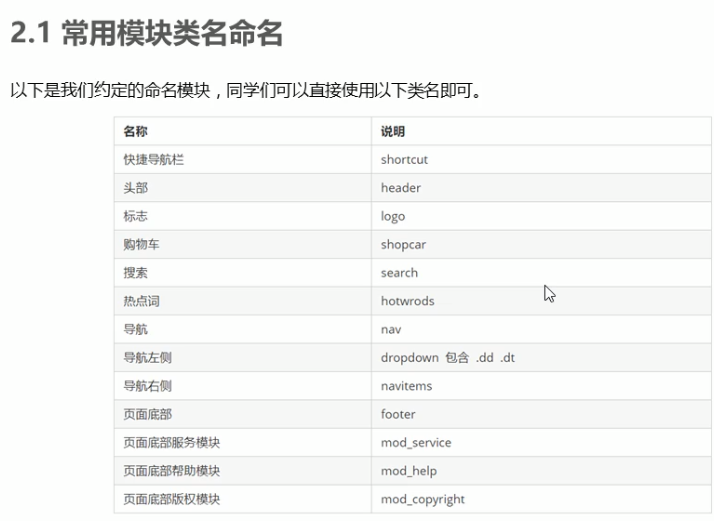 2.1 常用模块类名命名
以下是我们约定的命名模块，同学们可以直接使用以下类名即可。
名称 说明
快捷导航栏 shortcut
头部 header
标志 logo
购物车 shopcar
搜索 search
热点词 hotwrods
导航 nav
导航左侧 dropdown 包含 .dd .dt
导航右侧 navitems
页面底部 footer
页面底部服务模块 mod_service
页面底部帮助模块 mod_help
页面底部版权模块 mod_copyright